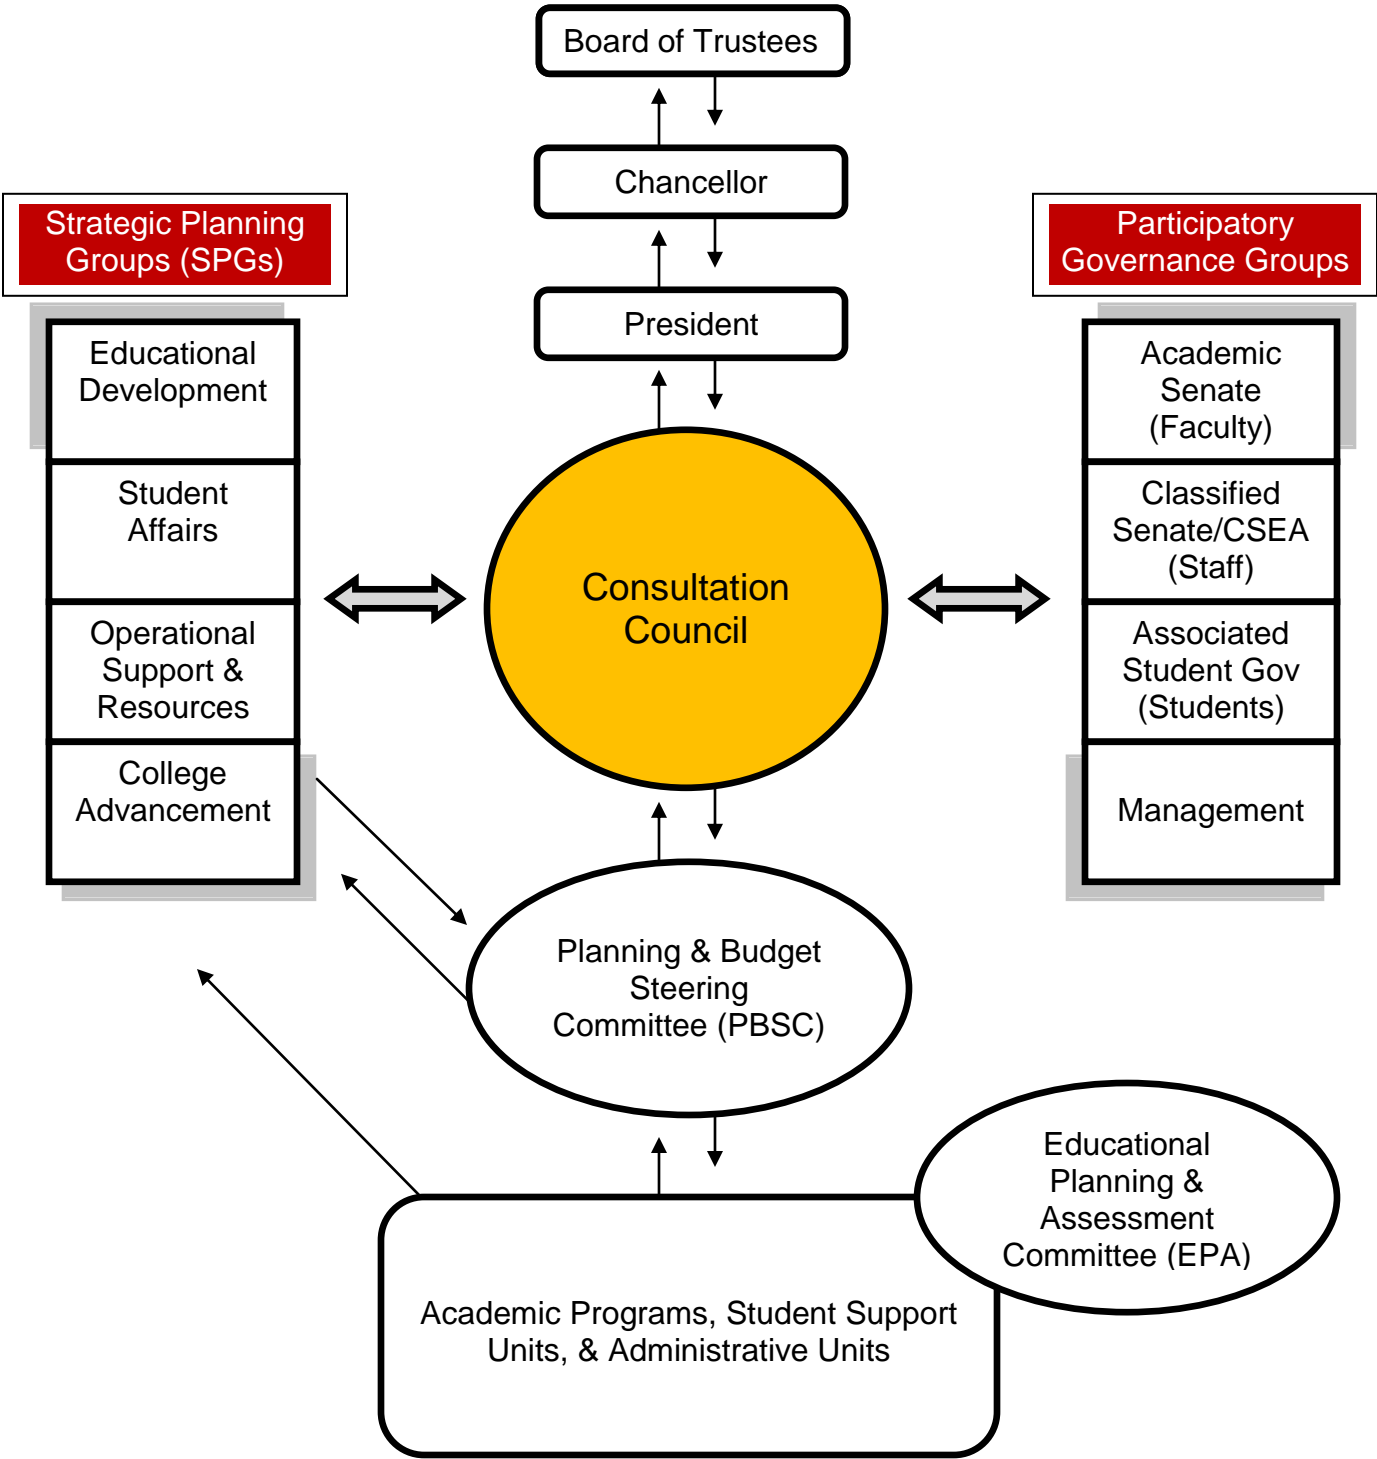 Board of Trustees
Chancellor
President
Strategic Planning
Groups (SPGs)
Educational
Development
Student
Affairs
Operational
Support &
Resources
College
Advancement
Consultation
Council
Participatory
Governance Groups
Academic
Senate
(Faculty)
Classified
Senate/CSEA
(Staff)
Associated
Student Gov
(Students)
Management
Planning & Budget
Steering
Committee (PBSC)
Educational
Planning &
Assessment
Committee (EPA)
Academic Programs, Student Support
Units, & Administrative Units